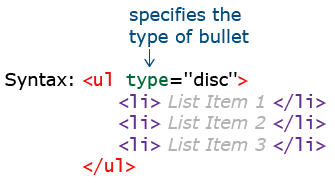 specifies the
type of bullet
Syntax: <ul type="disc">
<li> List Item 1 </li>
<li> List Item 2 </li>
<li> List Item 3 </li>
</ul>